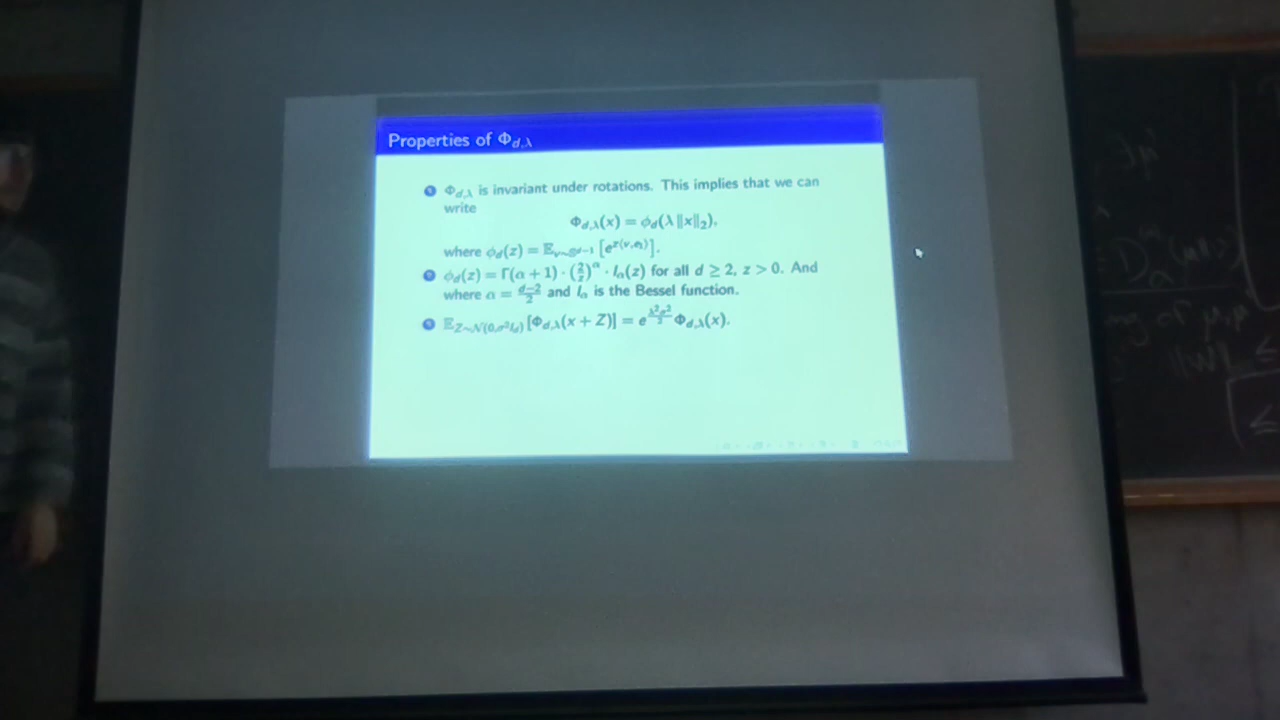 Properties of Φ_{d,λ}
Φ_{d,λ} is invariant under rotations. This implies that we can
write
Φ_{d,λ}(x) = ϕ_d(λ‖x‖₂),
where ϕ_d(z) = 𝔼_{v∼𝕊^{d−1}} [e^{z⟨v,e₁⟩}].
ϕ_d(z) = Γ(α + 1) · (2/z)^α · I_α(z) for all d ≥ 2, z > 0. And
where α = (d−2)/2 and I_α is the Bessel function.
𝔼_{Z∼𝒩(0,σ²I_d)} [Φ_{d,λ}(x + Z)] = e^{λ²σ²/2} Φ_{d,λ}(x).
of μ,
‖W‖ ≤
≤